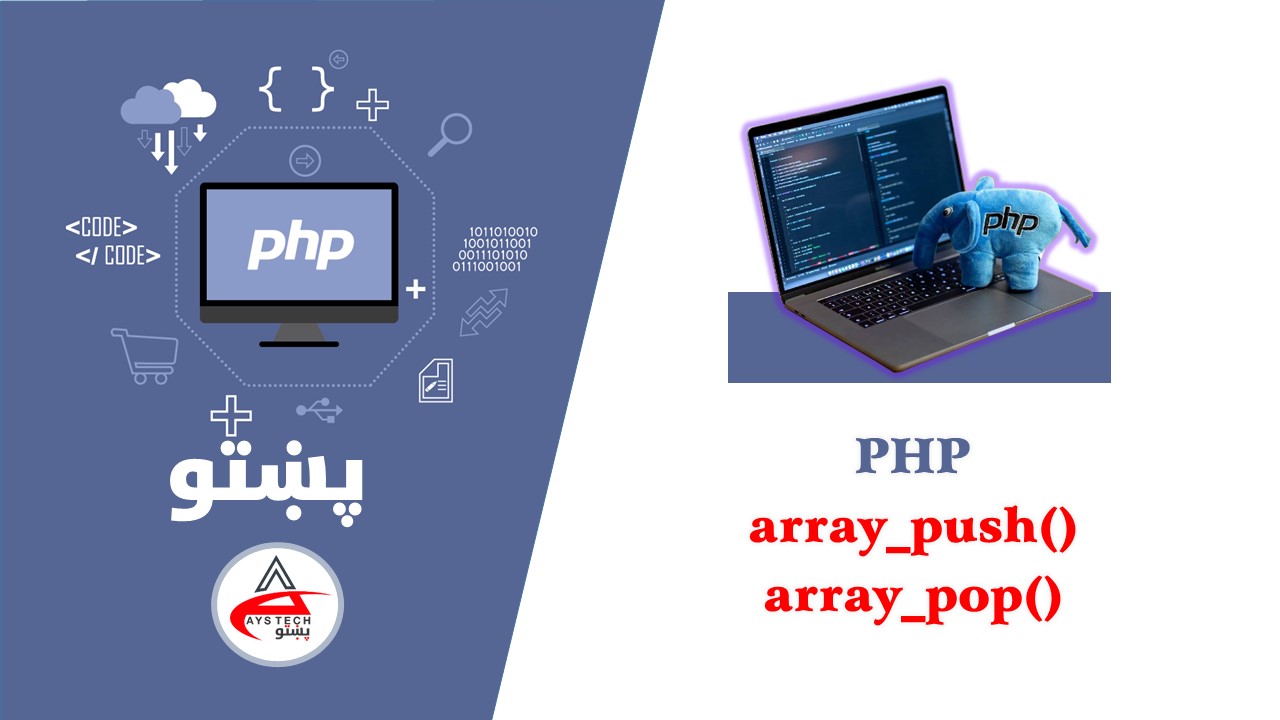 { }
<CODE>
</ CODE>
php
1011010010
1001011001
0011101010
0111001001
پښتو
AYS TECH
پښتو
php
PHP
array_push()
array_pop()